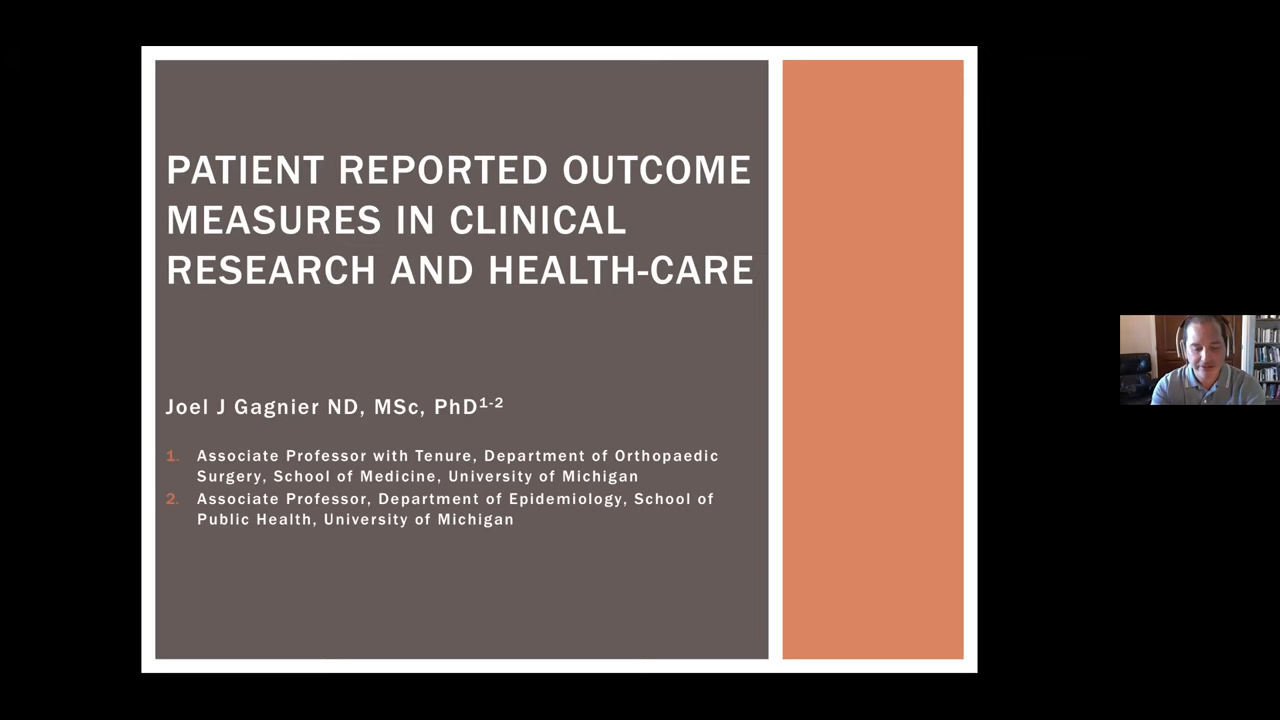 PATIENT REPORTED OUTCOME
MEASURES IN CLINICAL
RESEARCH AND HEALTH-CARE
Joel J Gagnier ND, MSc, PhD1-2
1. Associate Professor with Tenure, Department of Orthopaedic
Surgery, School of Medicine, University of Michigan
2. Associate Professor, Department of Epidemiology, School of
Public Health, University of Michigan